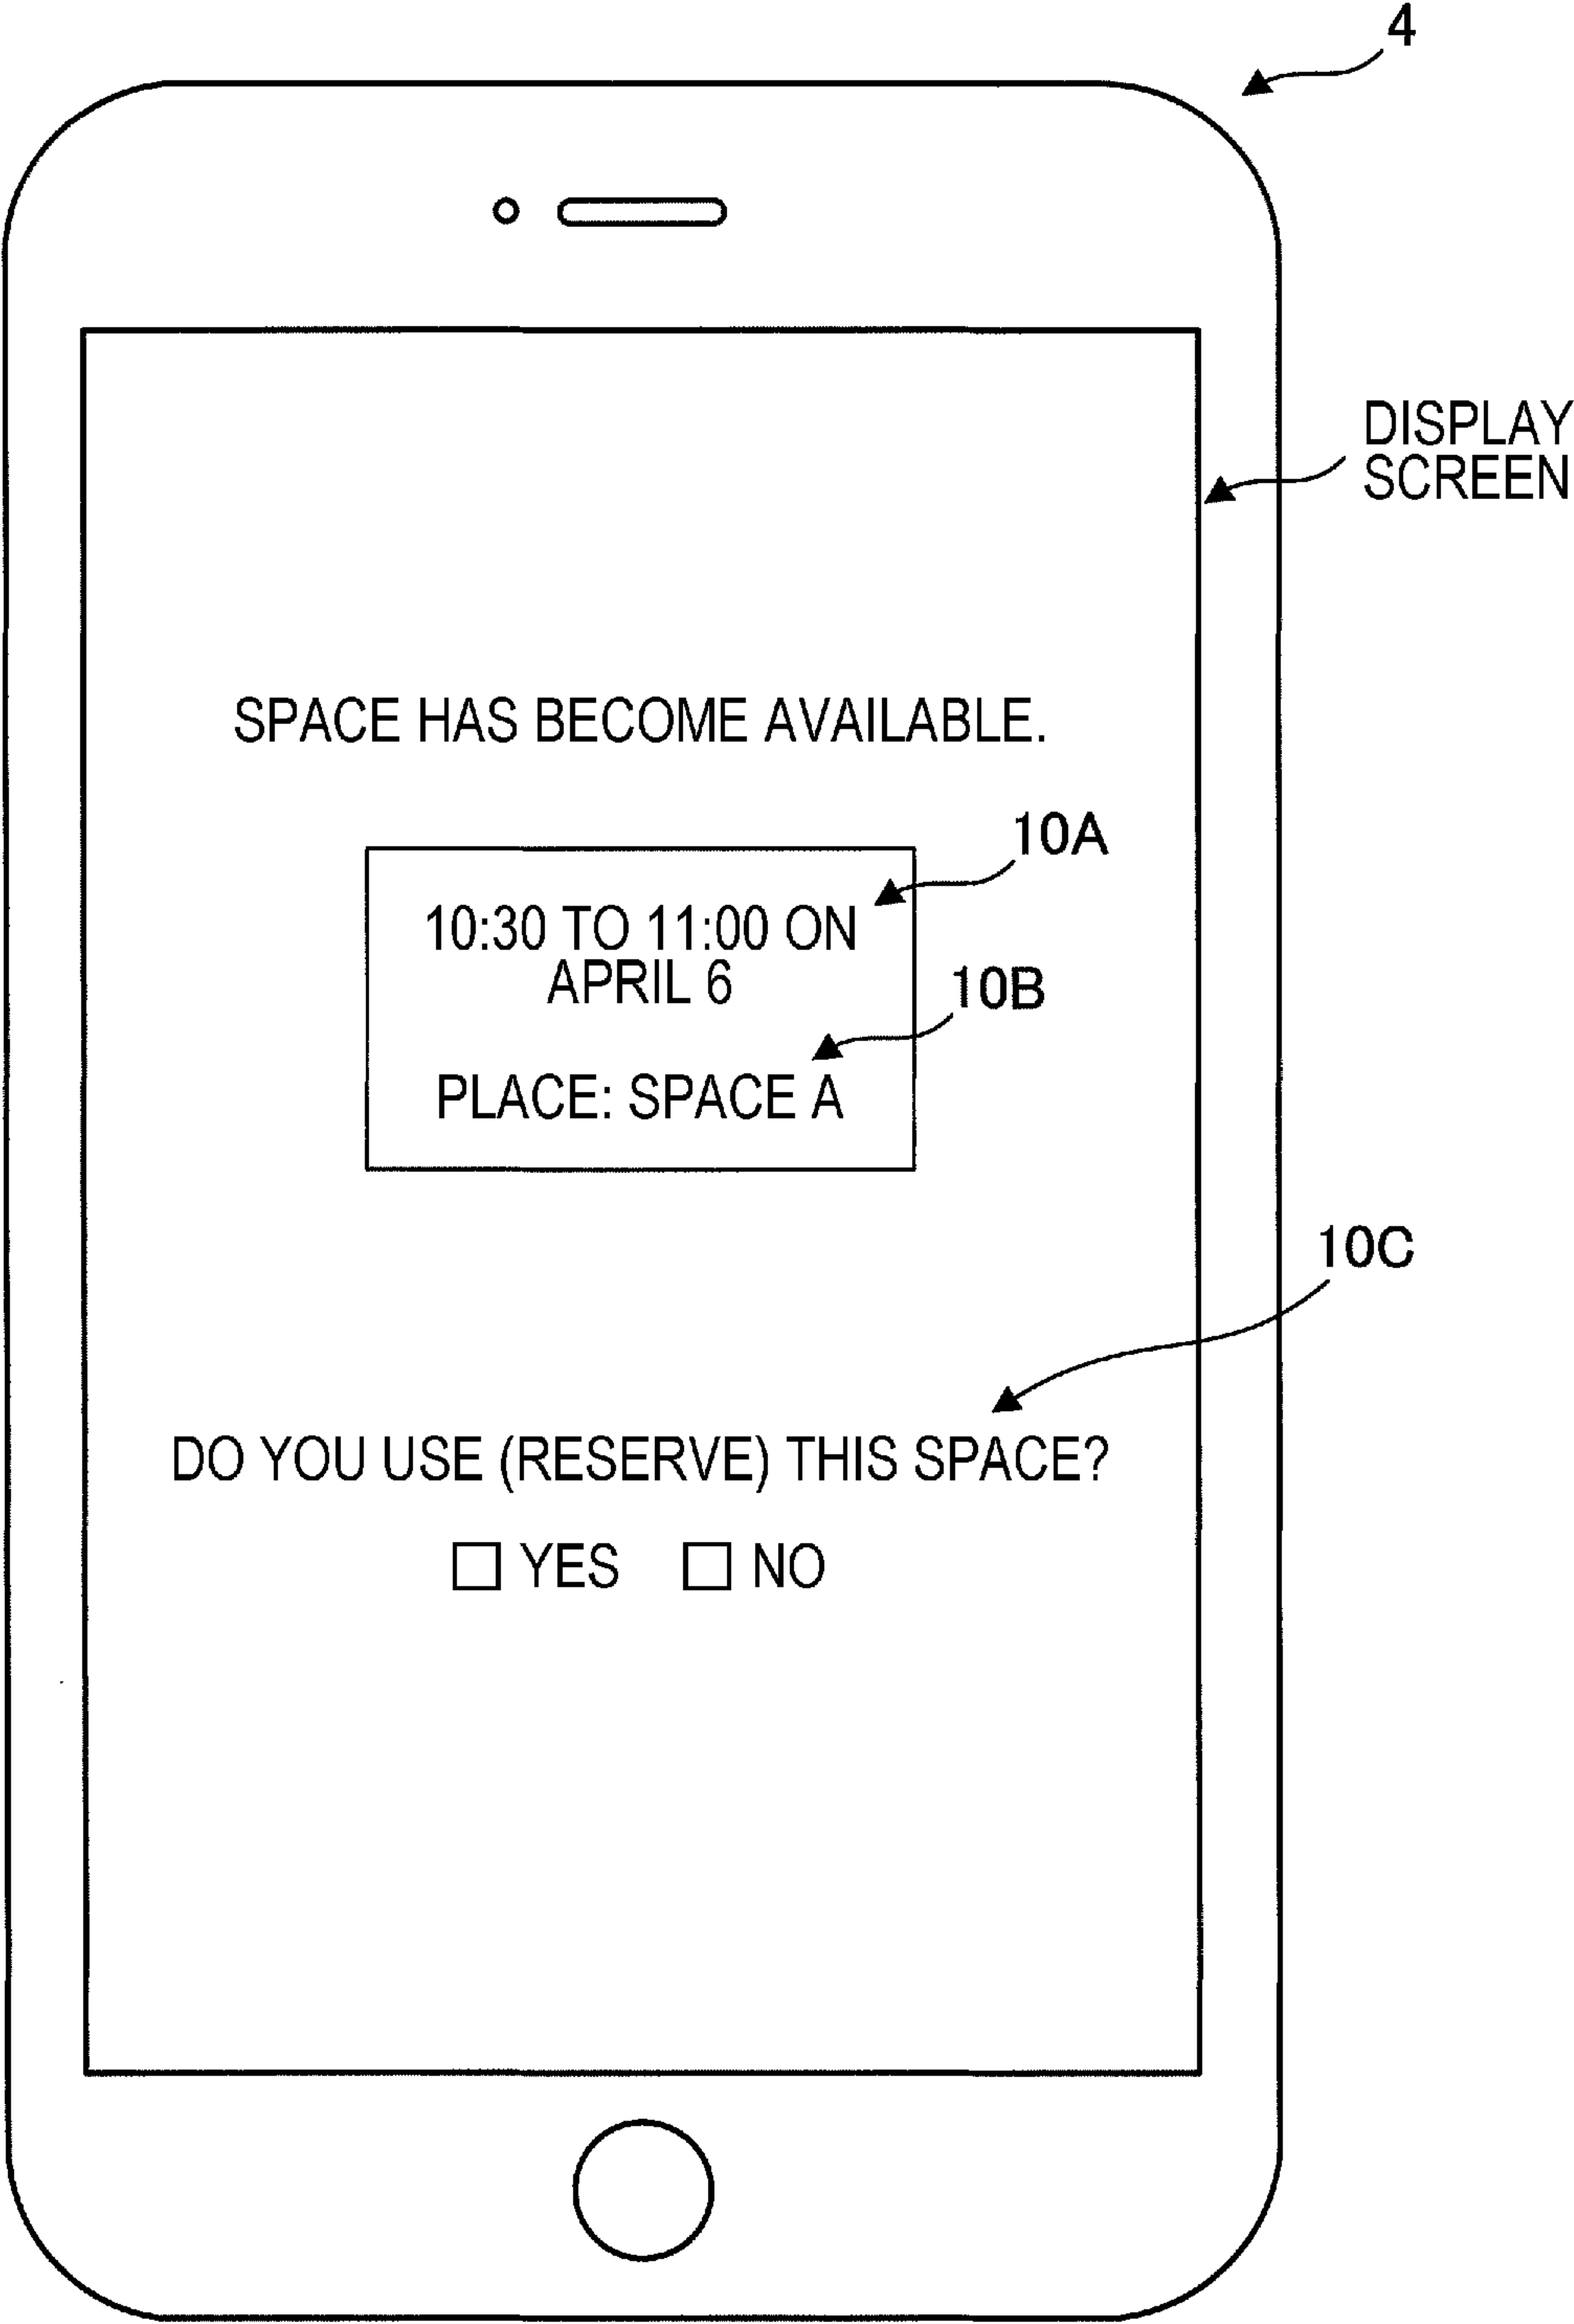 4
DISPLAY
SCREEN
SPACE HAS BECOME AVAILABLE.
10A
10:30 TO 11:00 ON
APRIL 6
10B
PLACE: SPACE A
10C
DO YOU USE (RESERVE) THIS SPACE?
YES NO